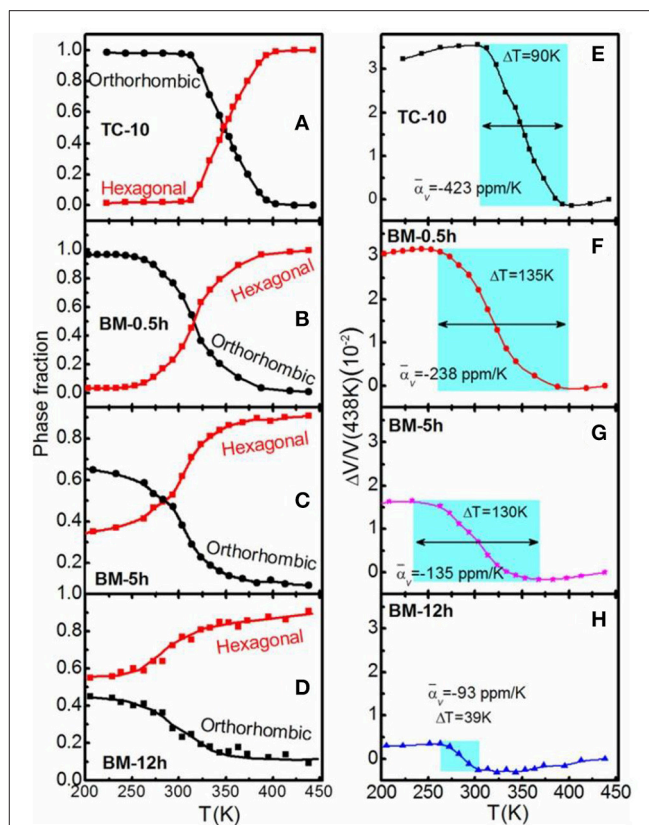 1.0
0.8
0.6
0.4
0.2
0.0
Orthorhombic
TC-10
A
Hexagonal
1.0
0.8
0.6
0.4
0.2
0.0
Hexagonal
BM-0.5h
B
Orthorhombic
0.8
0.6
0.4
0.2
Hexagonal
C
Orthorhombic
BM-5h
1.0
0.8
0.6
0.4
0.2
0.0
Hexagonal
D
Orthorhombic
BM-12h
200 250 300 350 400 450
T(K)
Phase fraction
3
2
1
0
ΔT=90K
E
TC-10
ᾱᵥ=-423 ppm/K
3
2
1
0
BM-0.5h
F
ΔT=135K
ᾱᵥ=-238 ppm/K
3
2
1
0
BM-5h
G
ΔT=130K
ᾱᵥ=-135 ppm/K
3
2
1
0
BM-12h
H
ᾱᵥ=-93 ppm/K
ΔT=39K
200 250 300 350 400 450
T(K)
ΔV/V(438K)(10⁻²)